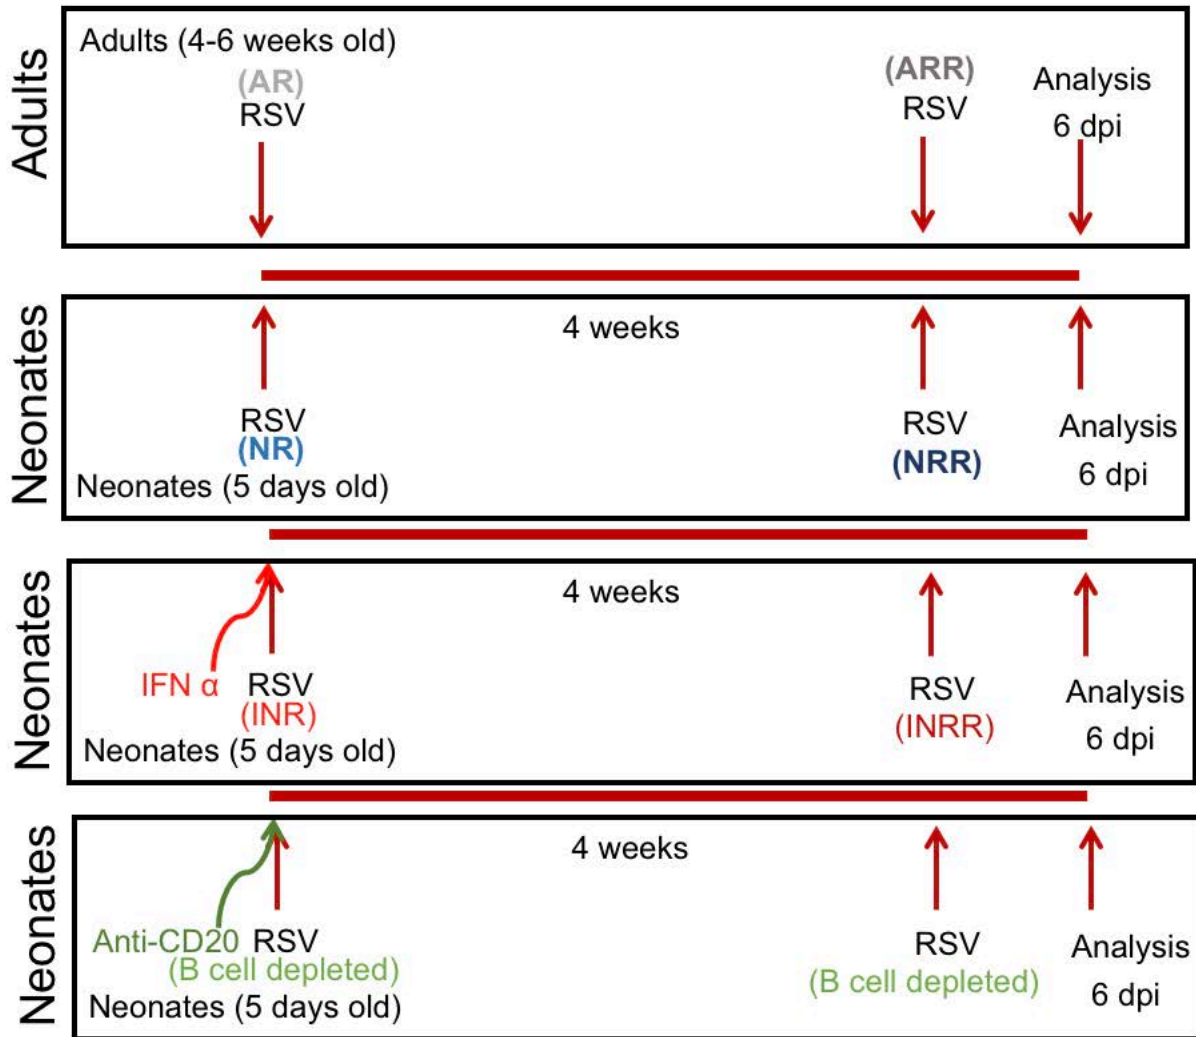 Adults
Adults (4-6 weeks old)
(AR)
RSV
(ARR)
RSV
Analysis
6 dpi
Neonates
4 weeks
RSV
(NR)
Neonates (5 days old)
RSV
(NRR)
Analysis
6 dpi
Neonates
4 weeks
IFN α RSV
(INR)
Neonates (5 days old)
RSV
(INRR)
Analysis
6 dpi
Neonates
4 weeks
Anti-CD20 RSV
(B cell depleted)
Neonates (5 days old)
RSV
(B cell depleted)
Analysis
6 dpi